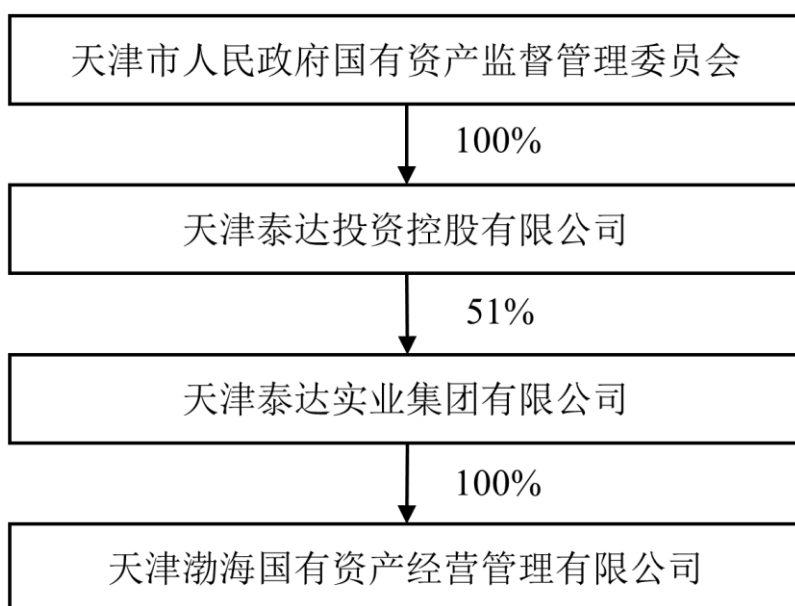 天津市人民政府国有资产监督管理委员会
100%
天津泰达投资控股有限公司
51%
天津泰达实业集团有限公司
100%
天津渤海国有资产经营管理有限公司